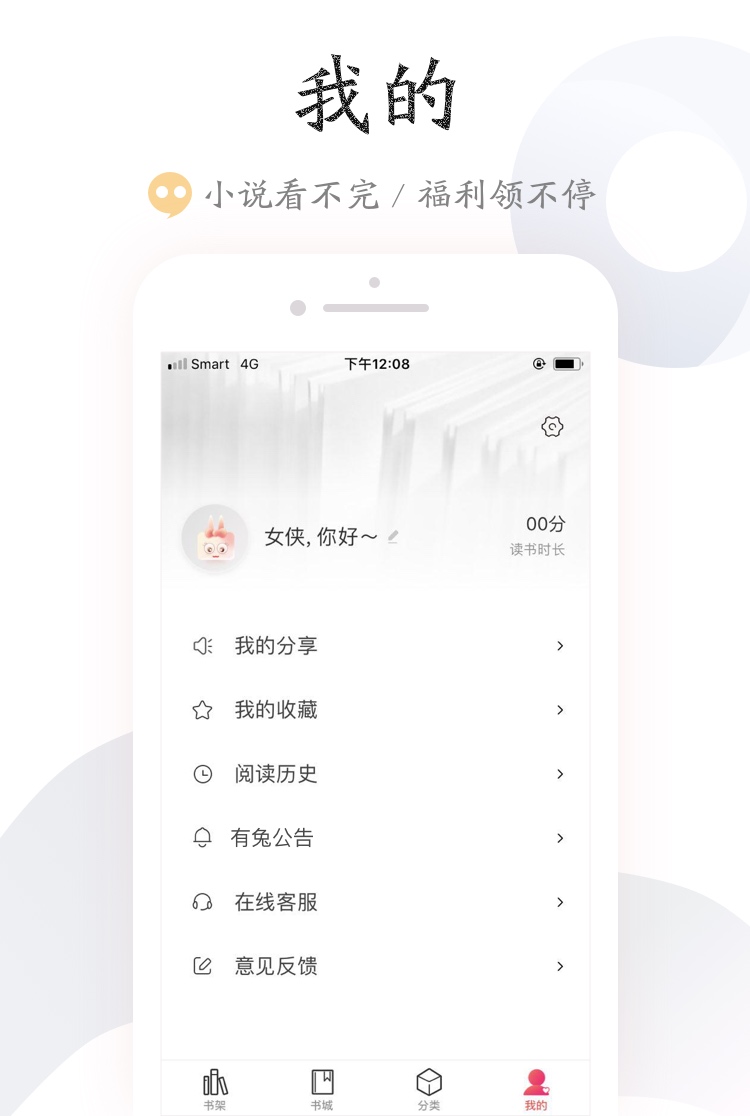 我的
小说看不完 / 福利领不停
Smart 4G 下午12:08
女侠, 你好～
00分
读书时长
我的分享
我的收藏
阅读历史
有兔公告
在线客服
意见反馈
书架 书城 分类 我的